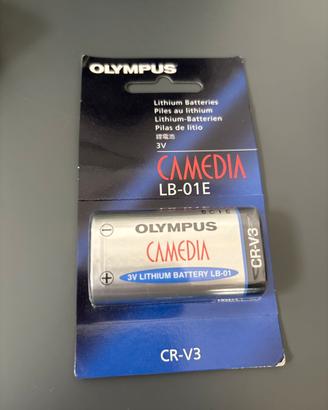 OLYMPUS
Lithium Batteries
Piles au lithium
Lithium-Batterien
Pilas de litio
鋰電池
3V
CAMEDIA
LB-01E
OLYMPUS
CAMEDIA
3V LITHIUM BATTERY LB-01
CR-V3
CR-V3